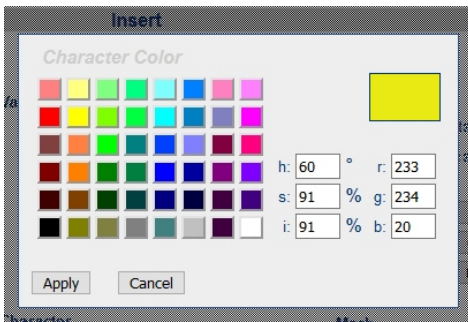 Insert
Character Color
h: 60 ° r: 233
s: 91 % g: 234
i: 91 % b: 20
Apply Cancel